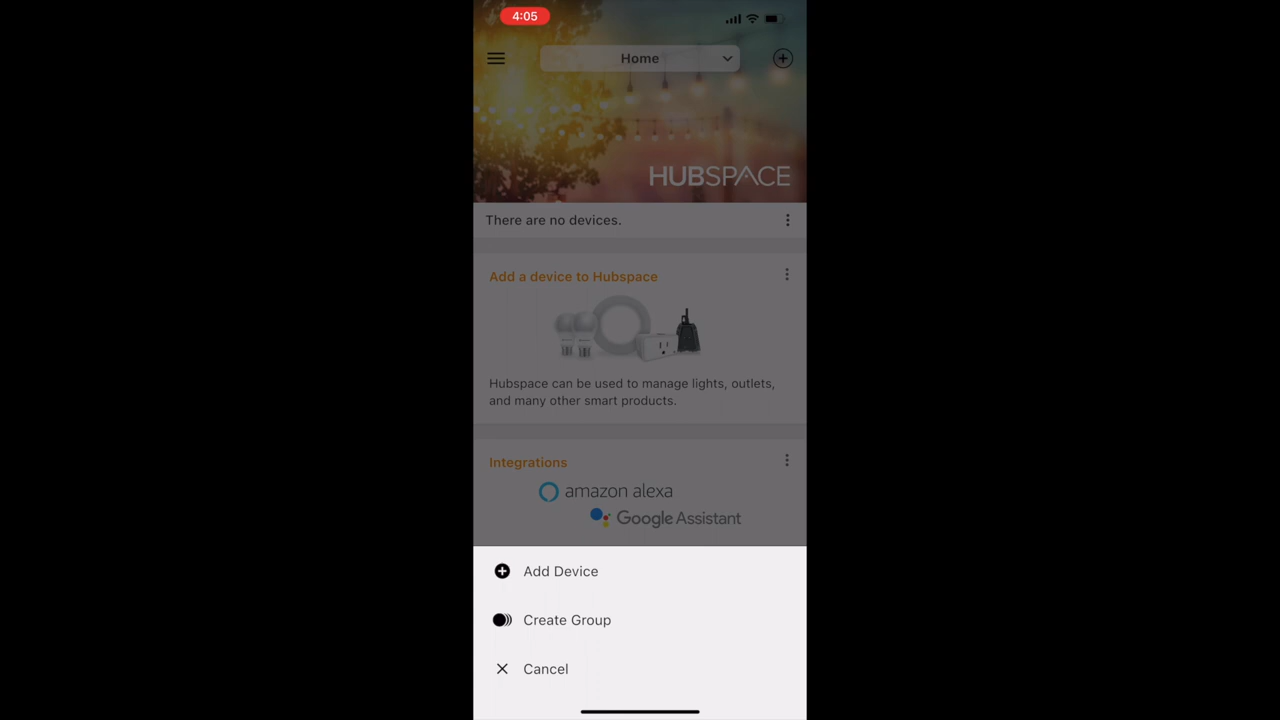 4:05
Home
HUBSPACE
There are no devices.
Add a device to Hubspace
Hubspace can be used to manage lights, outlets,
and many other smart products.
Integrations
amazon alexa
Google Assistant
Add Device
Create Group
Cancel